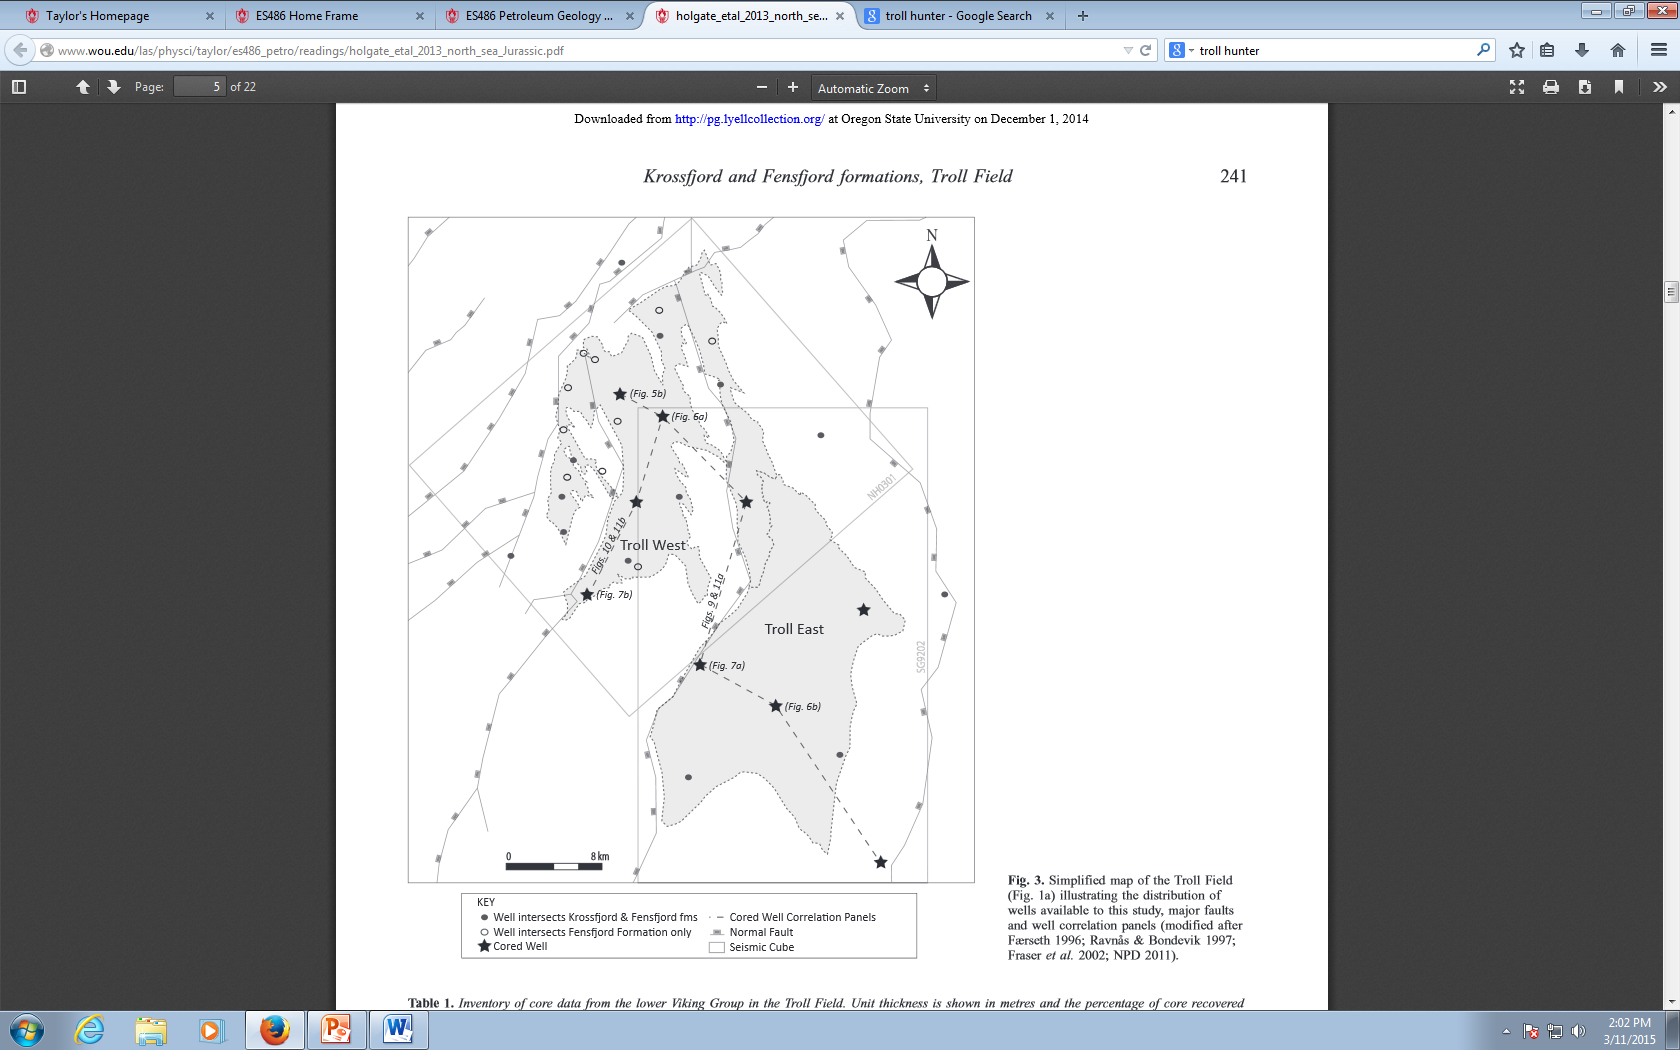 Taylor's Homepage
ES486 Home Frame
ES486 Petroleum Geology ...
holgate_etal_2013_north_se...
troll hunter - Google Search
www.wou.edu/las/physci/taylor/es486_petro/readings/holgate_etal_2013_north_sea_Jurassic.pdf
8
troll hunter
Page:
5
of 22
Automatic Zoom
Downloaded from http://pg.lyellcollection.org/ at Oregon State University on December 1, 2014
Krossfjord and Fensfjord formations, Troll Field
241
N
(Fig. 5b)
(Fig. 6a)
NH0301
Figs. 10 & 11b
Troll West
(Fig. 7b)
Figs. 9 & 11a
Troll East
SG9202
(Fig. 7a)
(Fig. 6b)
0
8 km
KEY
Well intersects Krossfjord & Fensfjord fms
Well intersects Fensfjord Formation only
Cored Well
Cored Well Correlation Panels
Normal Fault
Seismic Cube
Fig. 3. Simplified map of the Troll Field
(Fig. 1a) illustrating the distribution of
wells available to this study, major faults
and well correlation panels (modified after
Færseth 1996; Ravnås & Bondevik 1997;
Fraser et al. 2002; NPD 2011).
Table 1. Inventory of core data from the lower Viking Group in the Troll Field. Unit thickness is shown in metres and the percentage of core recovered
2:02 PM
3/11/2015